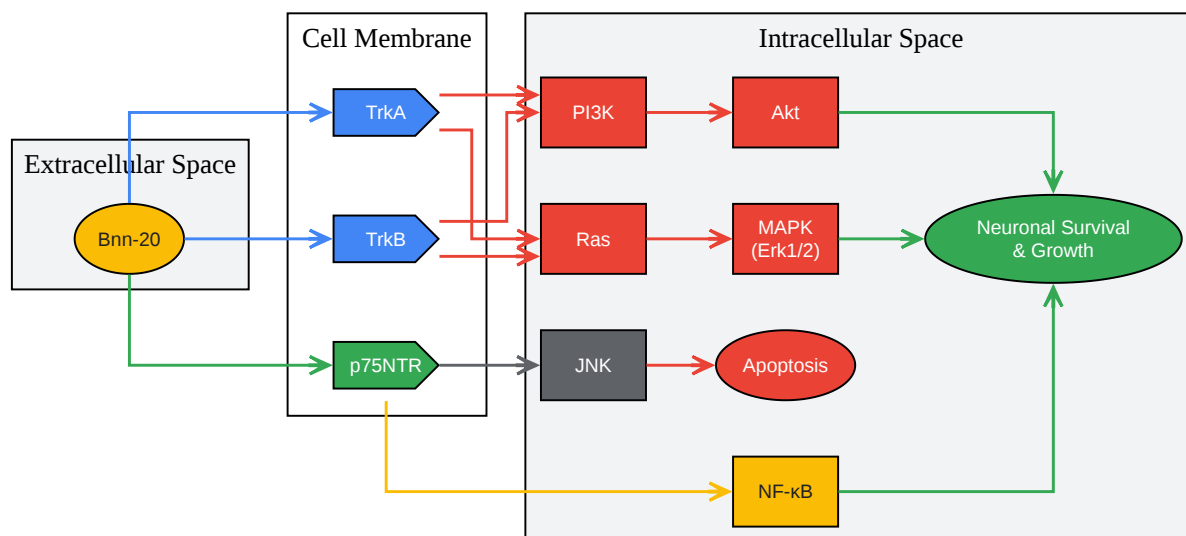 Cell Membrane
Intracellular Space
TrkA
PI3K
Akt
Extracellular Space
Bnn-20
TrkB
Ras
MAPK
(Erk1/2)
Neuronal Survival
& Growth
p75NTR
JNK
Apoptosis
NF-κB